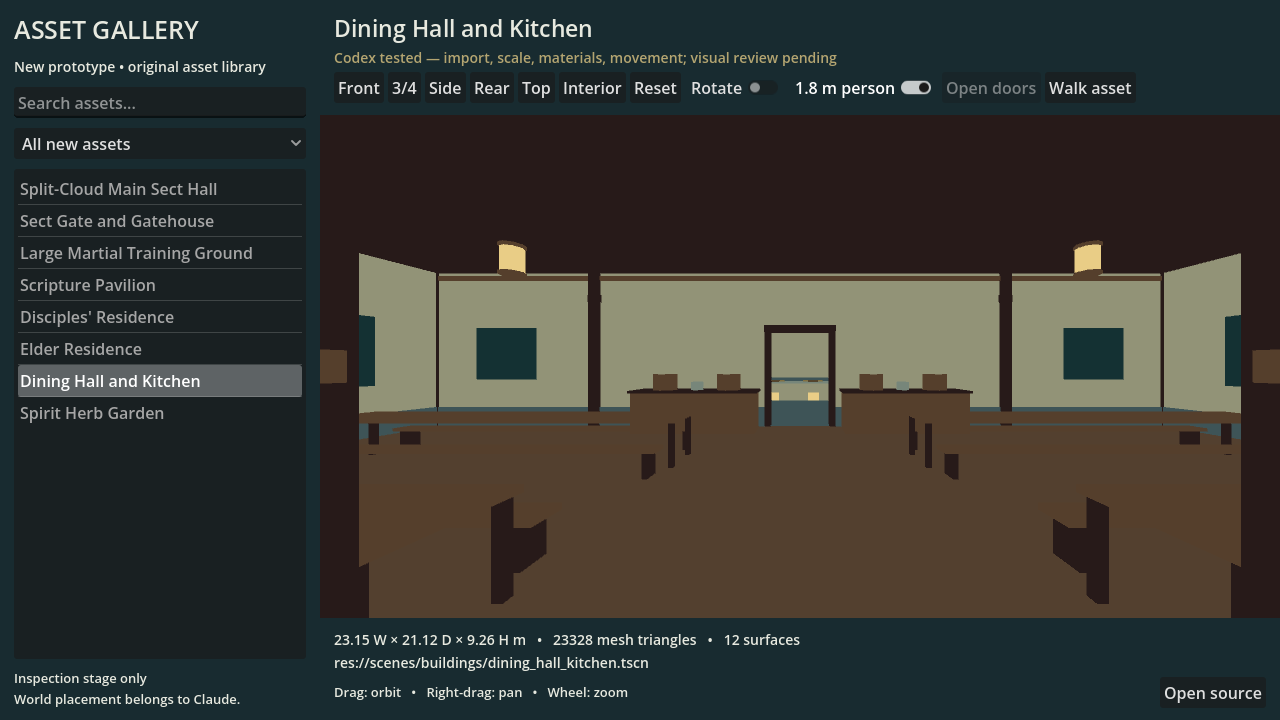 ASSET GALLERY
New prototype • original asset library
Search assets...
All new assets
Split-Cloud Main Sect Hall
Sect Gate and Gatehouse
Large Martial Training Ground
Scripture Pavilion
Disciples' Residence
Elder Residence
Dining Hall and Kitchen
Spirit Herb Garden
Inspection stage only
World placement belongs to Claude.
Dining Hall and Kitchen
Codex tested — import, scale, materials, movement; visual review pending
Front 3/4 Side Rear Top Interior Reset Rotate 1.8 m person Open doors Walk asset
23.15 W × 21.12 D × 9.26 H m • 23328 mesh triangles • 12 surfaces
res://scenes/buildings/dining_hall_kitchen.tscn
Drag: orbit • Right-drag: pan • Wheel: zoom
Open source